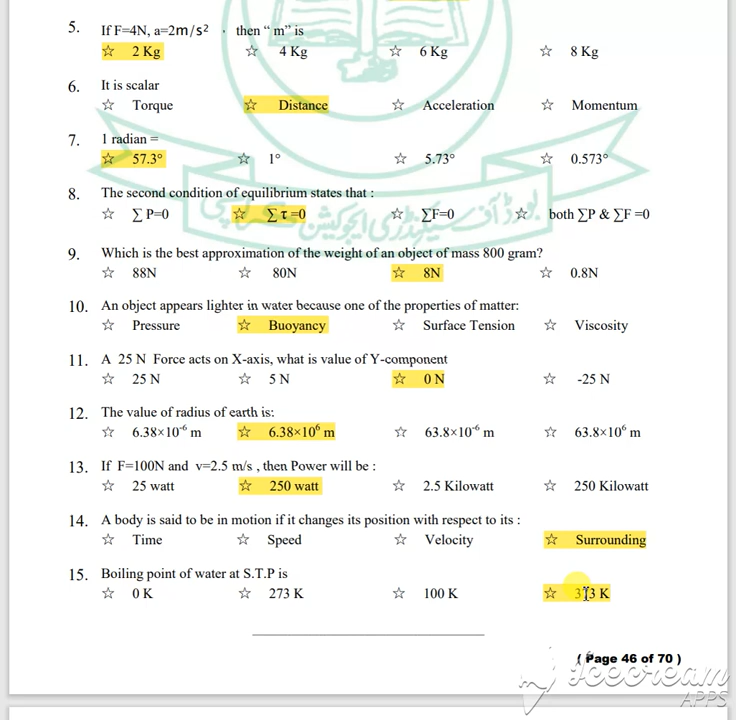 5. If F=4N, a=2m/s² , then “ m” is
☆ 2 Kg ☆ 4 Kg ☆ 6 Kg ☆ 8 Kg
6. It is scalar
☆ Torque ☆ Distance ☆ Acceleration ☆ Momentum
7. 1 radian =
☆ 57.3° ☆ 1° ☆ 5.73° ☆ 0.573°
8. The second condition of equilibrium states that :
☆ ∑P=0 ☆ ∑τ=0 ☆ ∑F=0 ☆ both ∑P & ∑F =0
9. Which is the best approximation of the weight of an object of mass 800 gram?
☆ 88N ☆ 80N ☆ 8N ☆ 0.8N
10. An object appears lighter in water because one of the properties of matter:
☆ Pressure ☆ Buoyancy ☆ Surface Tension ☆ Viscosity
11. A 25 N Force acts on X-axis, what is value of Y-component
☆ 25 N ☆ 5 N ☆ 0 N ☆ -25 N
12. The value of radius of earth is:
☆ 6.38×10⁻⁶ m ☆ 6.38×10⁶ m ☆ 63.8×10⁻⁶ m ☆ 63.8×10⁶ m
13. If F=100N and v=2.5 m/s , then Power will be :
☆ 25 watt ☆ 250 watt ☆ 2.5 Kilowatt ☆ 250 Kilowatt
14. A body is said to be in motion if it changes its position with respect to its :
☆ Time ☆ Speed ☆ Velocity ☆ Surrounding
15. Boiling point of water at S.T.P is
☆ 0 K ☆ 273 K ☆ 100 K ☆ 373 K
( Page 46 of 70 )
Icecream
APPS